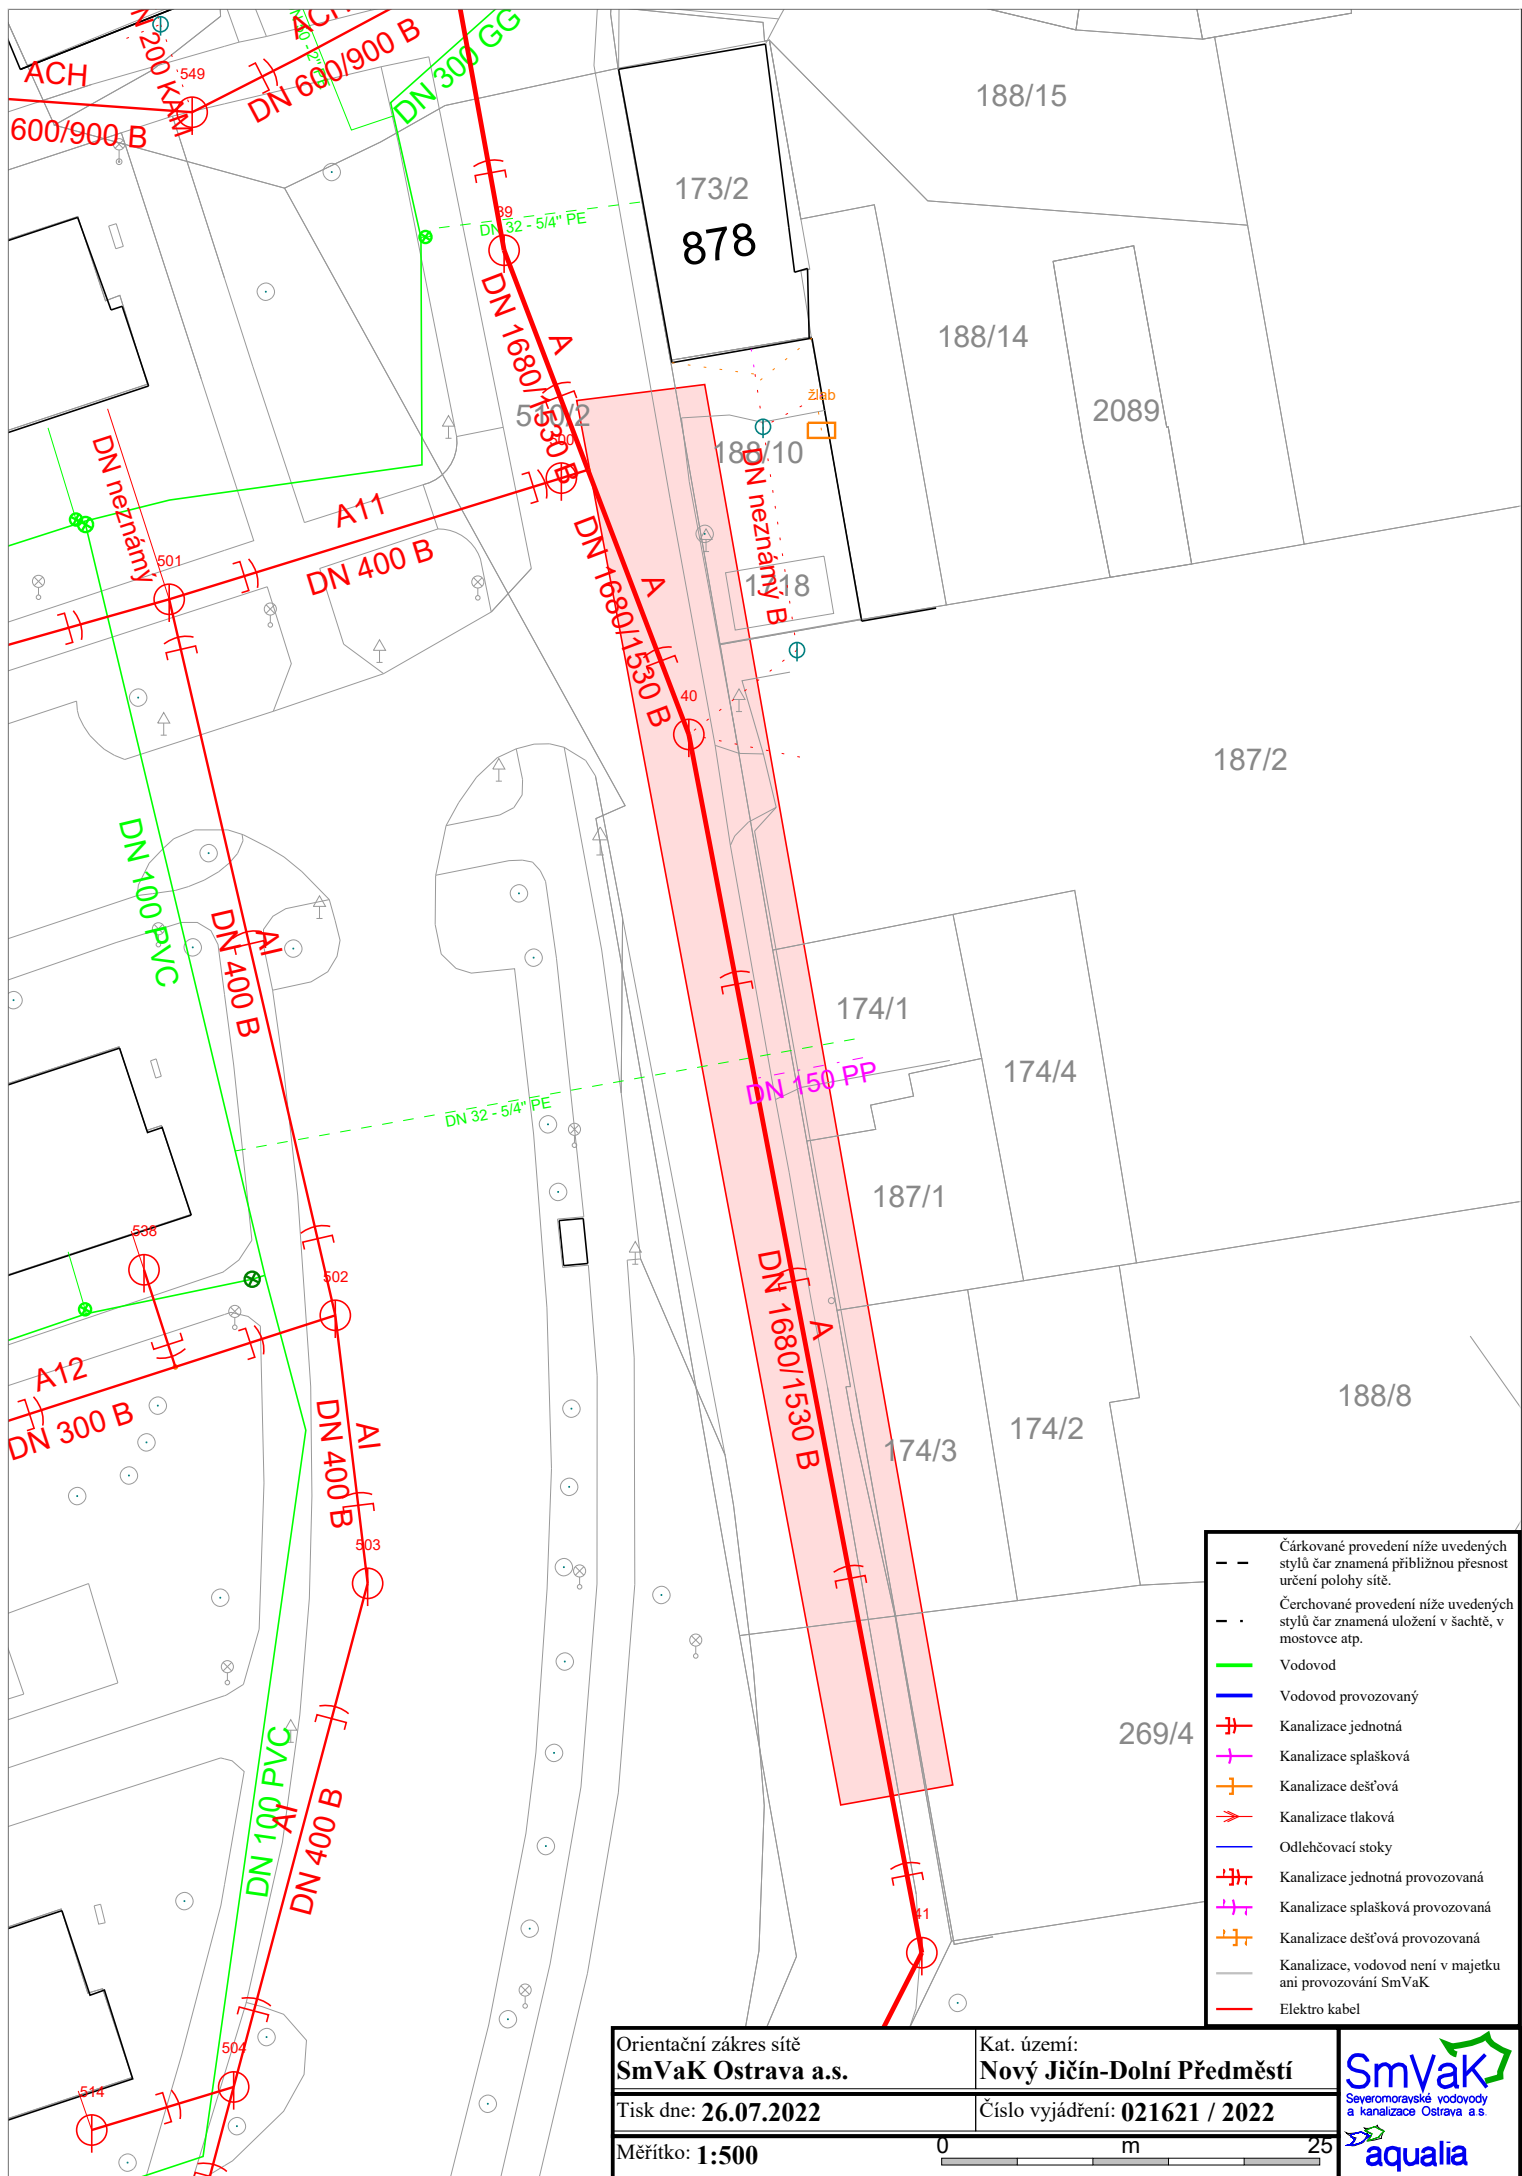 ACH
600/900 B
549
ACH
DN 600/900 B
DN 300 GG
39
DN 32 - 5/4" PE
173/2
878
188/15
188/14
2089
A
DN 1680/1530 B
510/2
500
žlab
188/10
DN neznámý B
1718
DN neznámý
501
A11
DN 400 B
A
DN 1680/1530 B
40
187/2
DN 100 PVC
AI
DN 400 B
174/1
174/4
DN 150 PP
DN 32 - 5/4" PE
187/1
538
502
A12
DN 300 B
AI
DN 400 B
503
A
DN 1680/1530 B
174/3
174/2
188/8
269/4
DN 100 PVC
AI
DN 400 B
41
504
514
Čárkované provedení níže uvedených
stylů čar znamená přibližnou přesnost
určení polohy sítě.
Čerchované provedení níže uvedených
stylů čar znamená uložení v šachtě, v
mostovce atp.
Vodovod
Vodovod provozovaný
Kanalizace jednotná
Kanalizace splašková
Kanalizace dešťová
Kanalizace tlaková
Odlehčovací stoky
Kanalizace jednotná provozovaná
Kanalizace splašková provozovaná
Kanalizace dešťová provozovaná
Kanalizace, vodovod není v majetku
ani provozování SmVaK
Elektro kabel
Orientační zákres sítě
SmVaK Ostrava a.s.
Kat. území:
Nový Jičín-Dolní Předměstí
Tisk dne: 26.07.2022
Číslo vyjádření: 021621 / 2022
Měřítko: 1:500
0 m 25
SmVaK
Severomoravské vodovody
a kanalizace Ostrava a.s.
aqualia